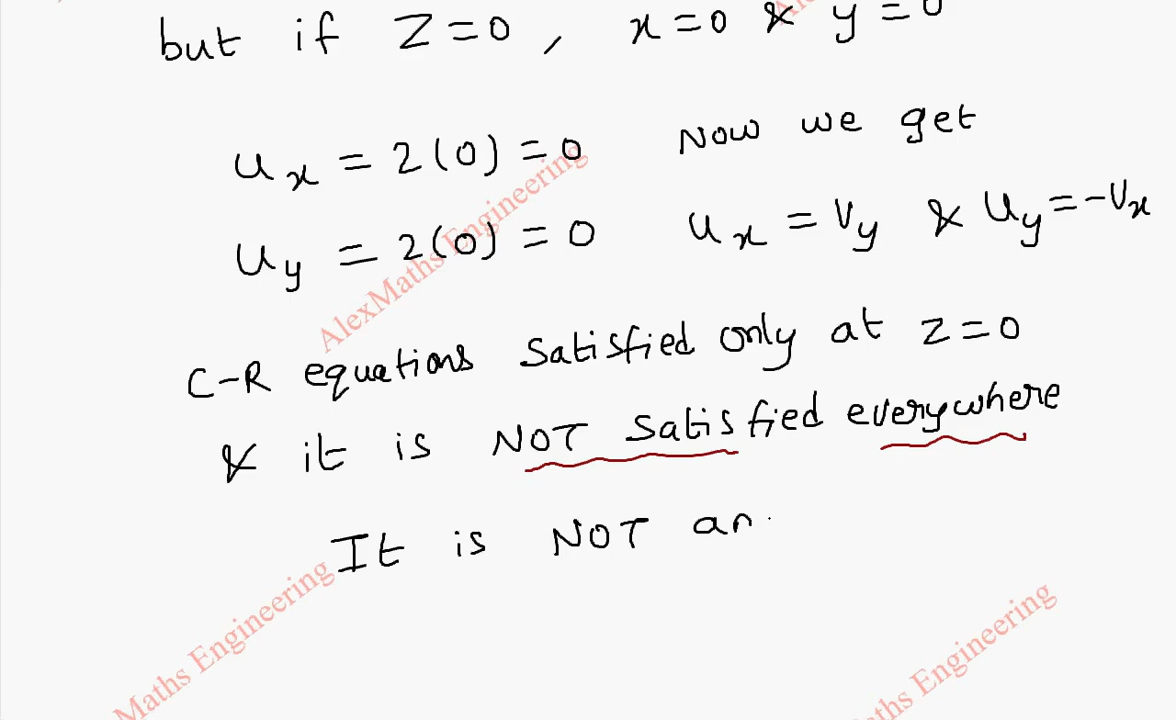 but if Z=0 , x=0 & y=0
u_x = 2(0) = 0 Now we get
u_y = 2(0) = 0 u_x = v_y & u_y = -v_x
C-R equations satisfied only at z=0
& it is NOT satisfied everywhere
It is NOT an
AlexMaths Engineering
Maths Engineering
Maths Engineering